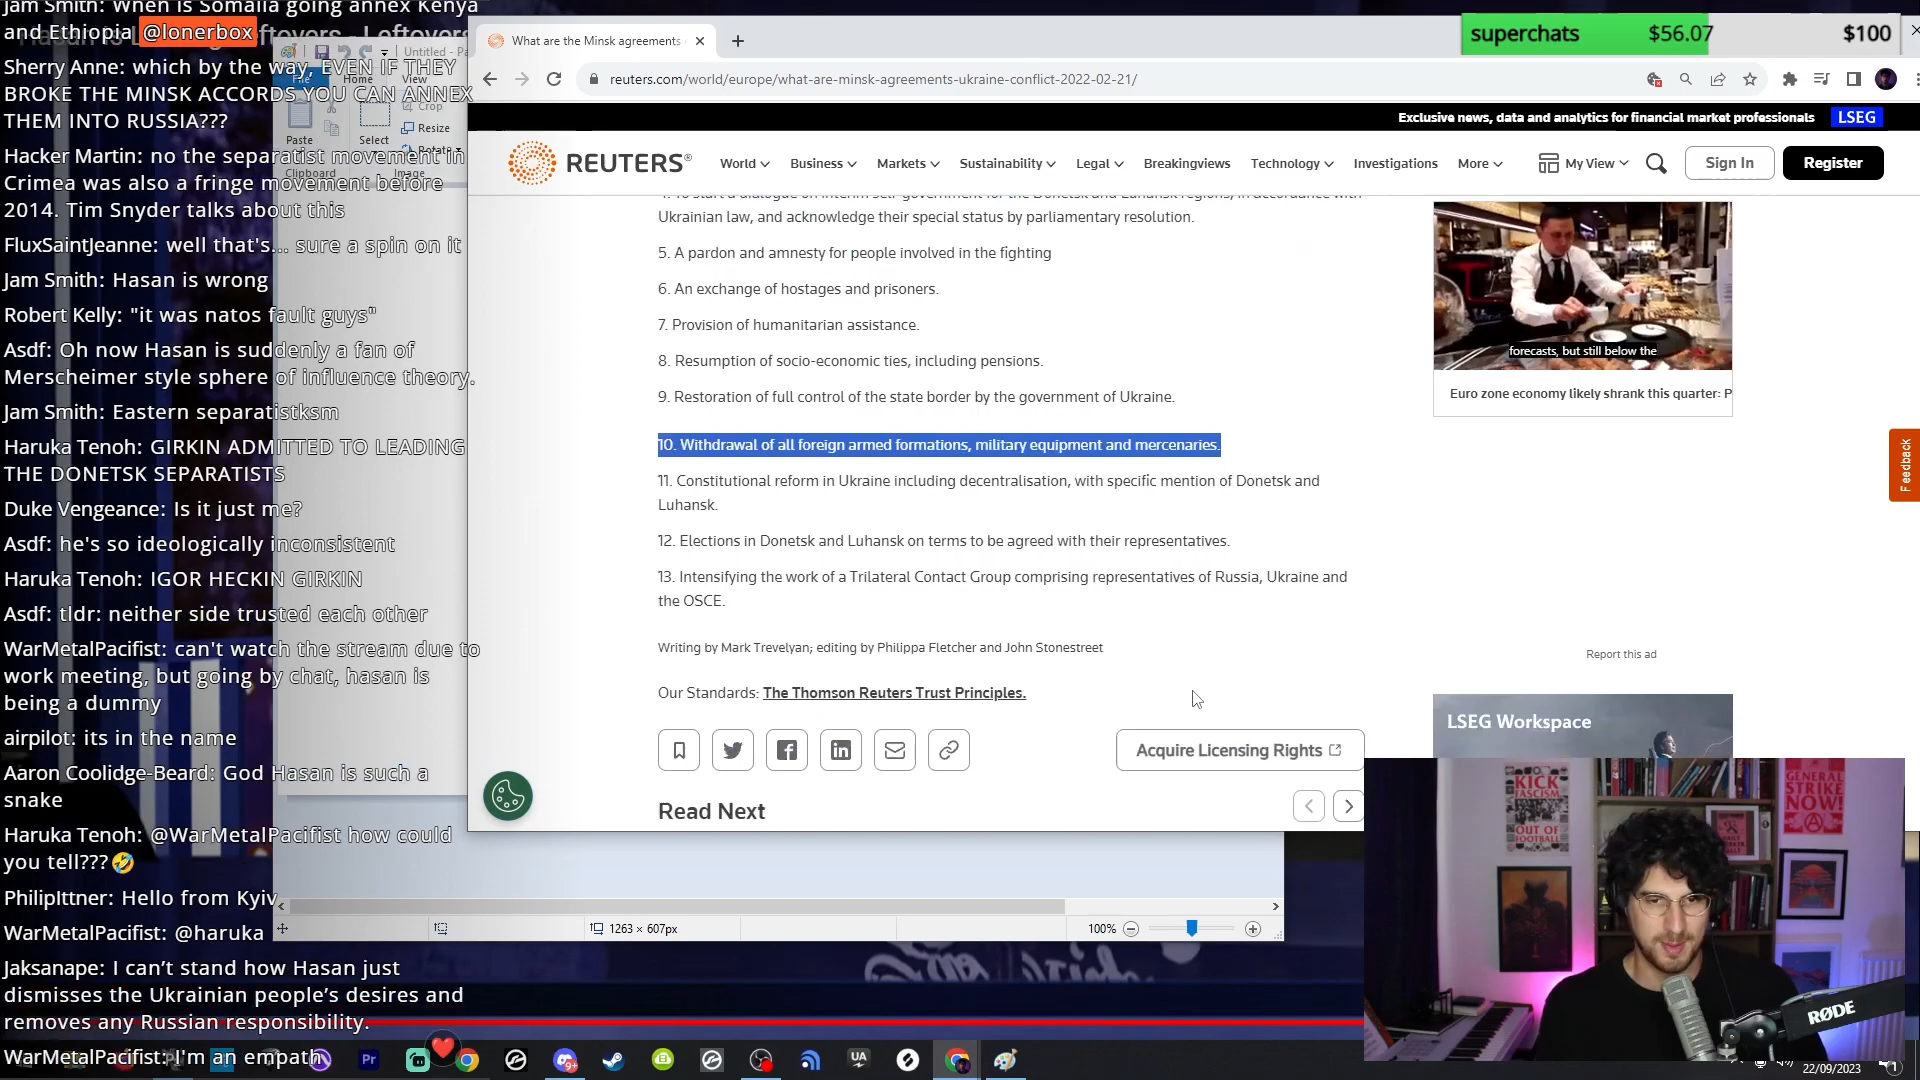 Jam Smith: When is Somalia going annex Kenya
and Ethiopia @lonerbox
Sherry Anne: which by the way, EVEN IF THEY
BROKE THE MINSK ACCORDS YOU CAN ANNEX
THEM INTO RUSSIA???
Hacker Martin: no the separatist movement in
Crimea was also a fringe movement before
2014. Tim Snyder talks about this
FluxSaintJeanne: well that's... sure a spin on it
Jam Smith: Hasan is wrong
Robert Kelly: "it was natos fault guys"
Asdf: Oh now Hasan is suddenly a fan of
Merscheimer style sphere of influence theory.
Jam Smith: Eastern separatistksm
Haruka Tenoh: GIRKIN ADMITTED TO LEADING
THE DONETSK SEPARATISTS
Duke Vengeance: Is it just me?
Asdf: he's so ideologically inconsistent
Haruka Tenoh: IGOR HECKIN GIRKIN
Asdf: tldr: neither side trusted each other
WarMetalPacifist: can't watch the stream due to
work meeting, but going by chat, hasan is
being a dummy
airpilot: its in the name
Aaron Coolidge-Beard: God Hasan is such a
snake
Haruka Tenoh: @WarMetalPacifist how could
you tell???🤣
PhilipIttner: Hello from Kyiv
WarMetalPacifist: @haruka
Jaksanape: I can't stand how Hasan just
dismisses the Ukrainian people's desires and
removes any Russian responsibility.
WarMetalPacifist: I'm an empath
Untitled - Pa
Home
View
Paste
Clipboard
Select
Crop
Resize
Rotate
Image
1263 × 607px
100%
What are the Minsk agreements
superchats $56.07 $100
reuters.com/world/europe/what-are-minsk-agreements-ukraine-conflict-2022-02-21/
Exclusive news, data and analytics for financial market professionals LSEG
REUTERS® World Business Markets Sustainability Legal Breakingviews Technology Investigations More My View Sign In Register
Ukrainian law, and acknowledge their special status by parliamentary resolution.
5. A pardon and amnesty for people involved in the fighting
6. An exchange of hostages and prisoners.
7. Provision of humanitarian assistance.
8. Resumption of socio-economic ties, including pensions.
9. Restoration of full control of the state border by the government of Ukraine.
10. Withdrawal of all foreign armed formations, military equipment and mercenaries.
11. Constitutional reform in Ukraine including decentralisation, with specific mention of Donetsk and
Luhansk.
12. Elections in Donetsk and Luhansk on terms to be agreed with their representatives.
13. Intensifying the work of a Trilateral Contact Group comprising representatives of Russia, Ukraine and
the OSCE.
Writing by Mark Trevelyan; editing by Philippa Fletcher and John Stonestreet
Our Standards: The Thomson Reuters Trust Principles.
Acquire Licensing Rights
Read Next
forecasts, but still below the
Euro zone economy likely shrank this quarter: P
Feedback
Report this ad
LSEG Workspace
KICK
FASCISM
OUT OF
FOOTBALL
GENERAL
STRIKE
NOW!
RØDE
Pr
9+
UA
22/09/2023
1